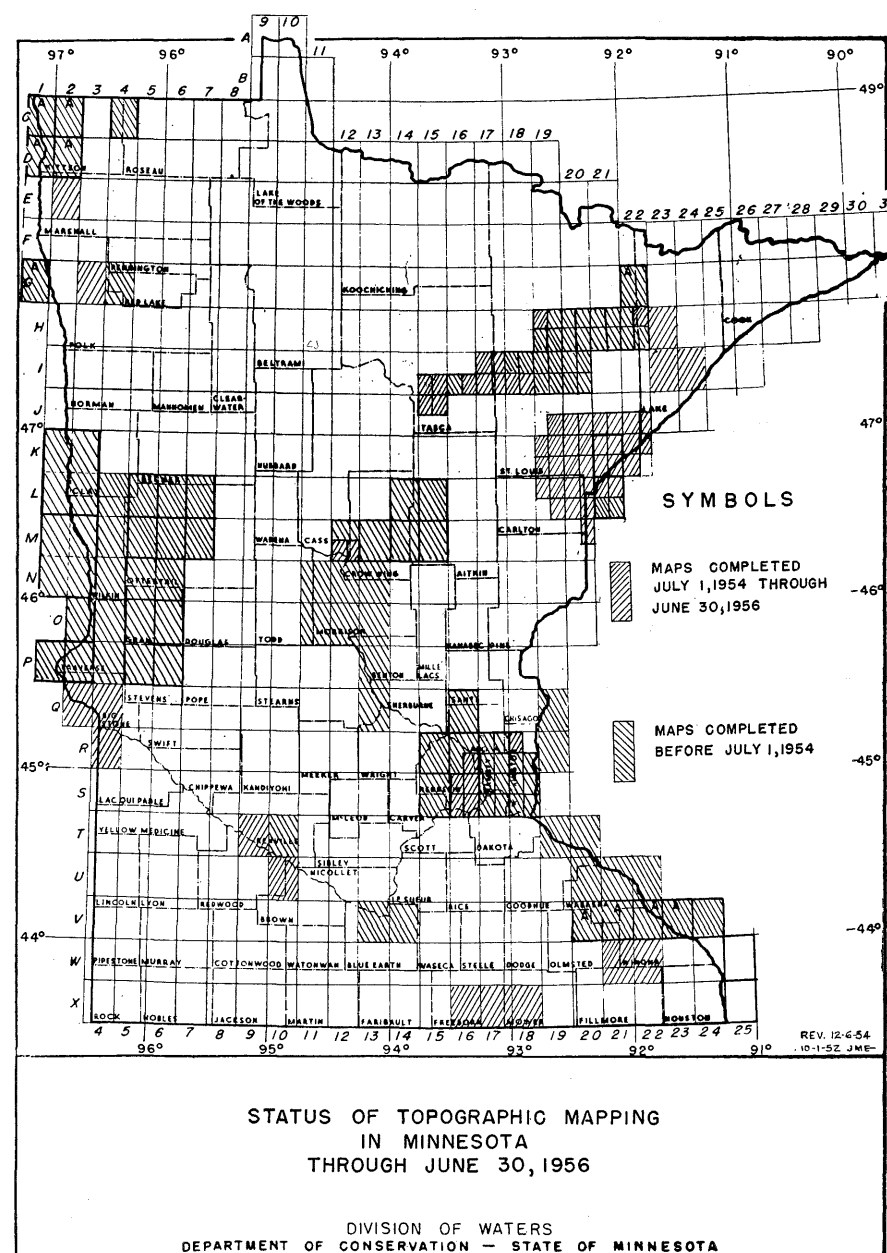 9 10
97° 96° A 11 94° 93° 92° 91° 90°
1 2 3 4 5 6 7 8 B
A A
C
49°
A A
D
KITTSON ROSEAU
12 13 14 15 16 17 18 19
20 21
LAKE
OF THE WOODS
E
22 23 24 25 26 27 28 29 30 3
F
MARSHALL
A
G
PENNINGTON
RED LAKE
KOOCHICHING
A
COOK
H
POLK
I
BELTRAMI
J
NORMAN MAHNOMEN CLEAR-
WATER
ITASCA
LAKE
47° 47°
K
HUBBARD
ST. LOUIS
BECKER
L
CLAY
M
WADENA CASS
CARLTON
N
OTTERTAIL
CROW WING AITKIN
46° WILKIN -46°
O
GRANT DOUGLAS TODD MORRISON
KANABEC PINE
P
TRAVERSE
BENTON
MILLE
LACS
Q
BIG
STONE
STEVENS POPE STEARNS
SHERBURNE
ISANTI
CHISAGO
R
SWIFT
45° -45°
MEEKER WRIGHT
HENNEPIN
S
LAC QUI PARLE
CHIPPEWA KANDIYOHI
MCLEOD CARVER
T
YELLOW MEDICINE
RENVILLE
SCOTT DAKOTA
SIBLEY
NICOLLET
U
LE SUEUR
LINCOLN LYON REDWOOD
BROWN
RICE GOODHUE WABASHA
V
A A A A
44° -44°
W
PIPESTONE MURRAY COTTONWOOD WATONWAN BLUE EARTH WASECA STELLE DODGE OLMSTED WINONA
X
ROCK NOBLES JACKSON MARTIN FARIBAULT FREEBORN MOWER FILLMORE HOUSTON
4 5 6 7 8 9 10 11 12 13 14 15 16 17 18 19 20 21 22 23 24 25
96° 95° 94° 93° 92° 91°
SYMBOLS
MAPS COMPLETED
JULY 1, 1954 THROUGH
JUNE 30, 1956
MAPS COMPLETED
BEFORE JULY 1, 1954
REV. 12-6-54
10-1-52 JME
STATUS OF TOPOGRAPHIC MAPPING
IN MINNESOTA
THROUGH JUNE 30, 1956
DIVISION OF WATERS
DEPARTMENT OF CONSERVATION — STATE OF MINNESOTA